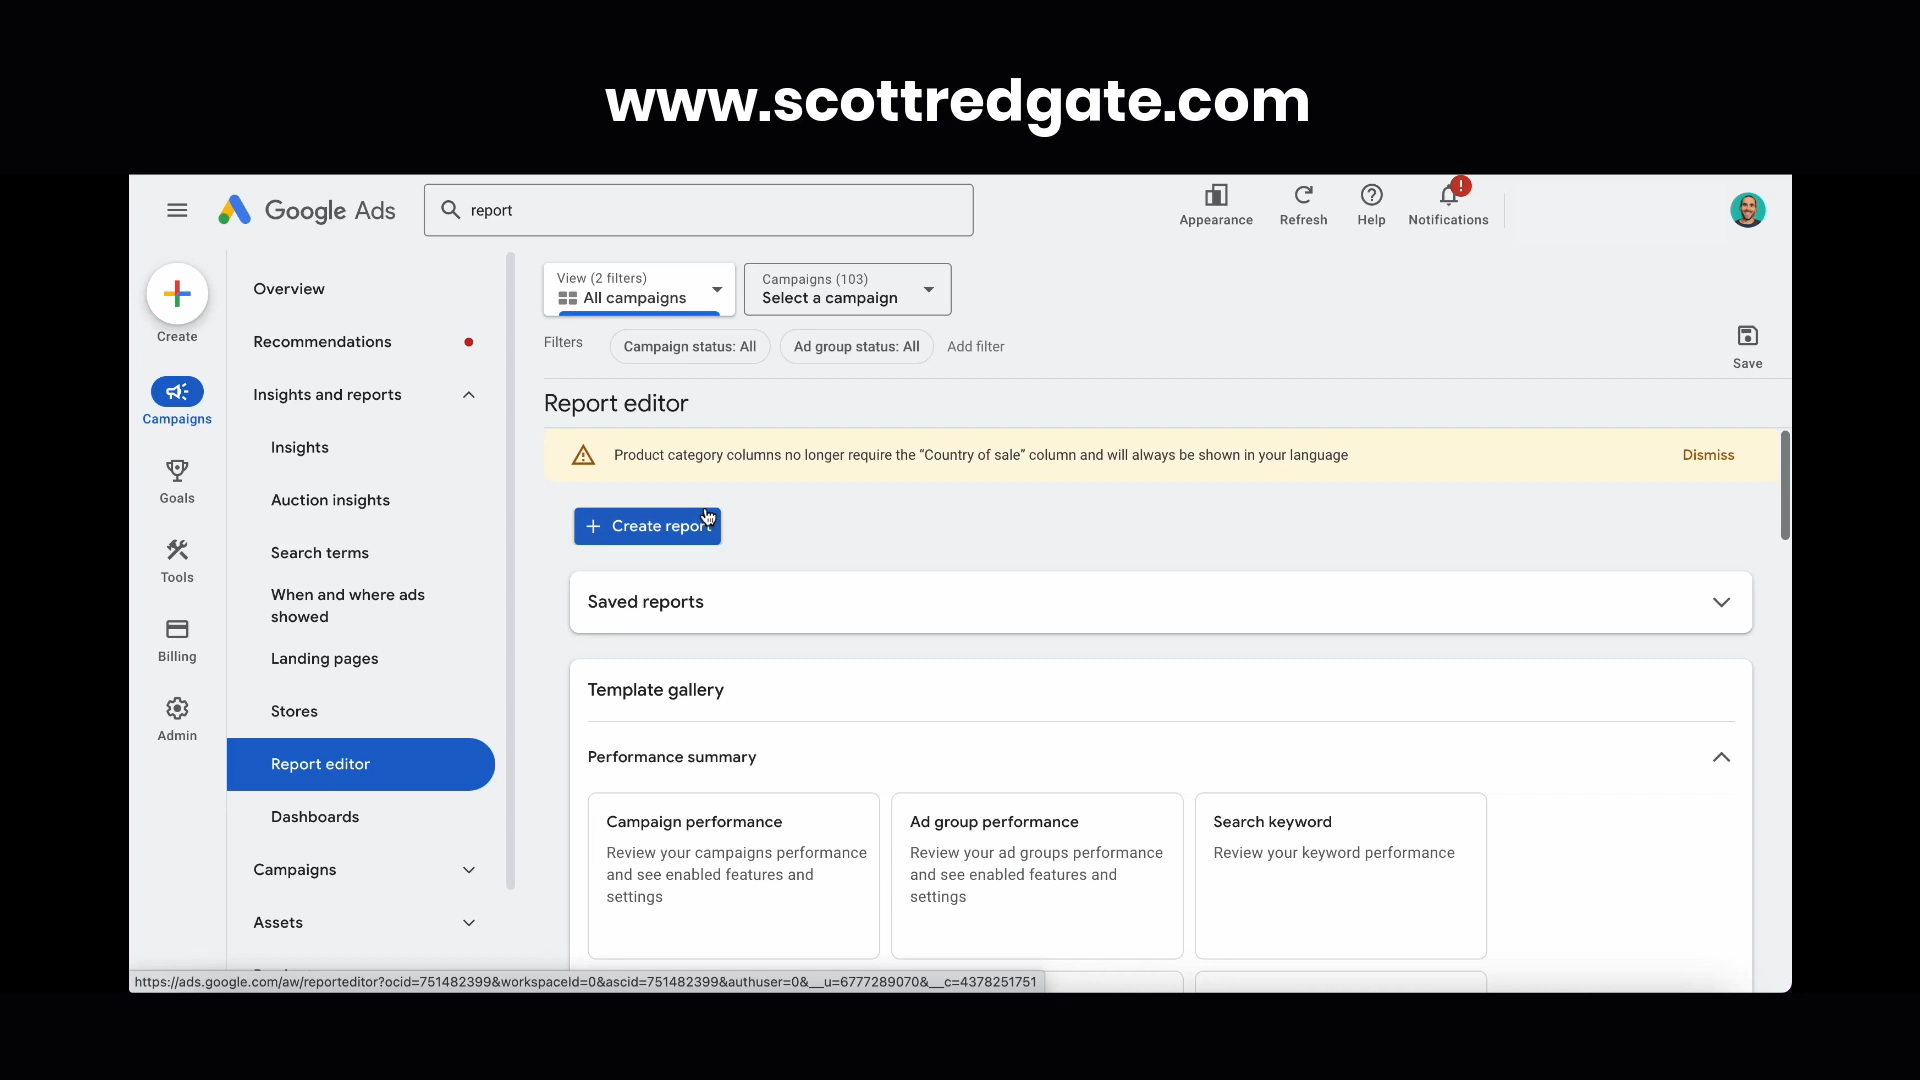 www.scottredgate.com
Google Ads
report
Appearance
Refresh
Help
!
Notifications
Create
Campaigns
Goals
Tools
Billing
Admin
Overview
Recommendations
Insights and reports
Insights
Auction insights
Search terms
When and where ads
showed
Landing pages
Stores
Report editor
Dashboards
Campaigns
Assets
View (2 filters)
All campaigns
Campaigns (103)
Select a campaign
Filters
Campaign status: All
Ad group status: All
Add filter
Save
Report editor
Product category columns no longer require the “Country of sale” column and will always be shown in your language
Dismiss
+ Create report
Saved reports
Template gallery
Performance summary
Campaign performance
Review your campaigns performance
and see enabled features and
settings
Ad group performance
Review your ad groups performance
and see enabled features and
settings
Search keyword
Review your keyword performance
https://ads.google.com/aw/reporteditor?ocid=751482399&workspaceId=0&ascid=751482399&authuser=0&__u=6777289070&__c=4378251751